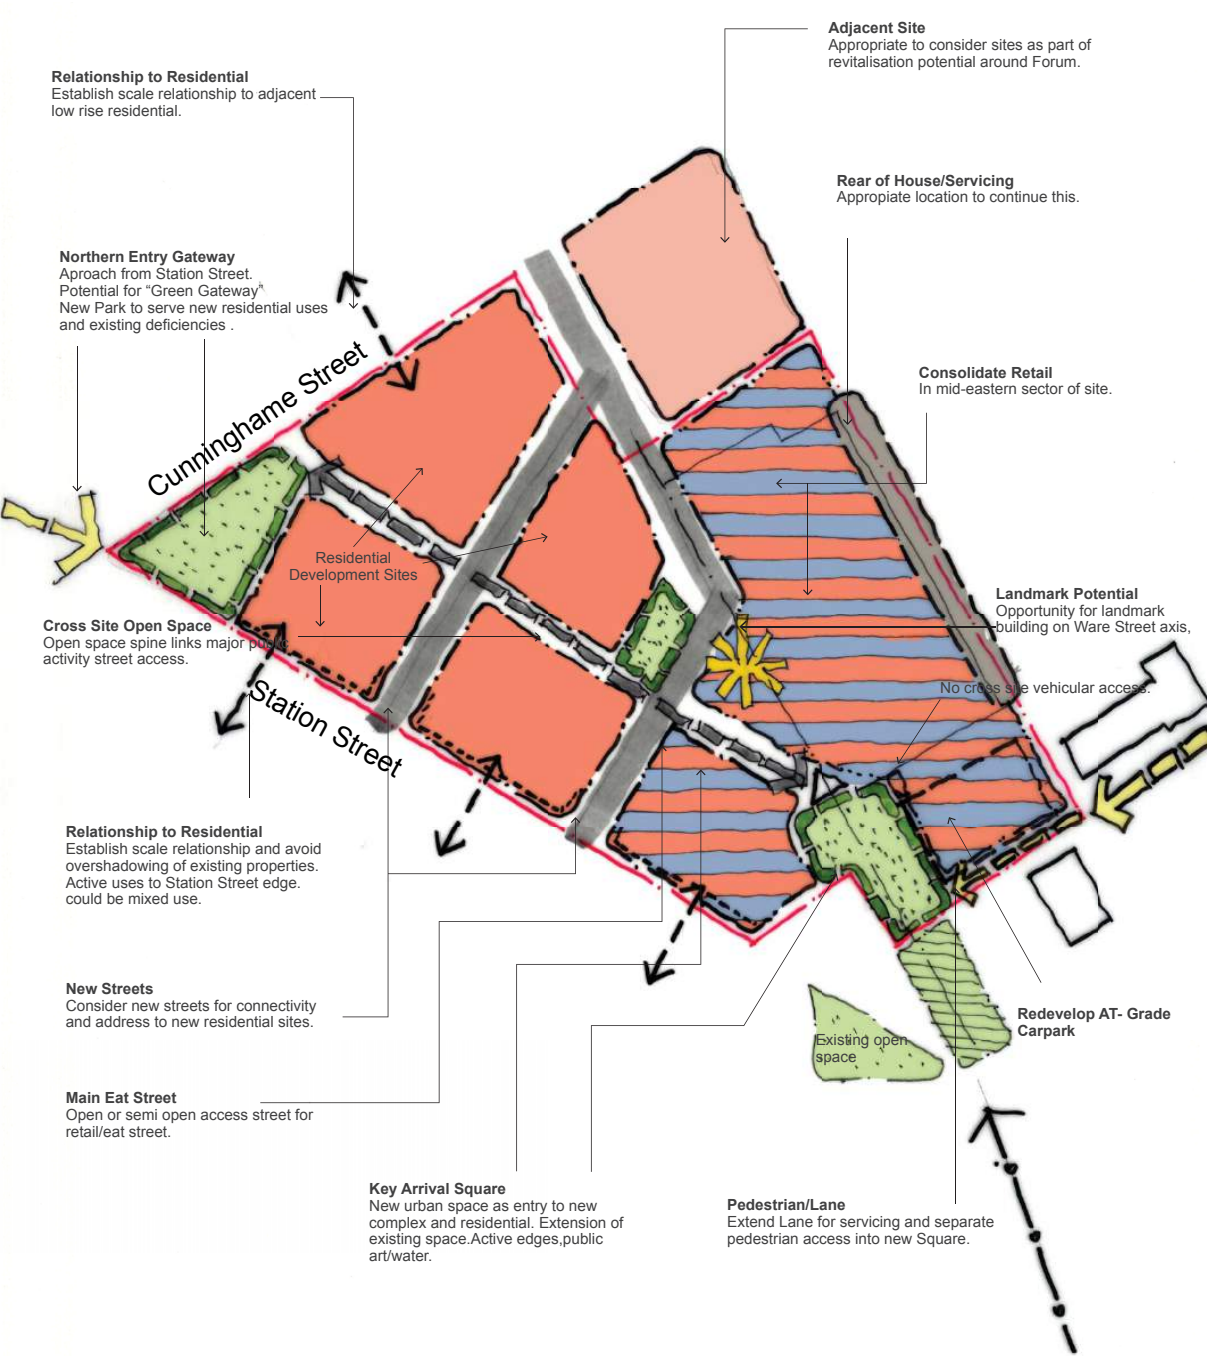 Adjacent Site
Appropriate to consider sites as part of
revitalisation potential around Forum.
Relationship to Residential
Establish scale relationship to adjacent
low rise residential.
Rear of House/Servicing
Appropiate location to continue this.
Northern Entry Gateway
Aproach from Station Street.
Potential for “Green Gateway”
New Park to serve new residential uses
and existing deficiencies .
Cunninghame Street
Consolidate Retail
In mid-eastern sector of site.
Residential
Development Sites
Landmark Potential
Opportunity for landmark
building on Ware Street axis,
Cross Site Open Space
Open space spine links major public
activity street access.
No cross site vehicular access.
Station Street
Relationship to Residential
Establish scale relationship and avoid
overshadowing of existing properties.
Active uses to Station Street edge.
could be mixed use.
New Streets
Consider new streets for connectivity
and address to new residential sites.
Redevelop AT- Grade
Carpark
Existing open
space
Main Eat Street
Open or semi open access street for
retail/eat street.
Key Arrival Square
New urban space as entry to new
complex and residential. Extension of
existing space.Active edges,public
art/water.
Pedestrian/Lane
Extend Lane for servicing and separate
pedestrian access into new Square.